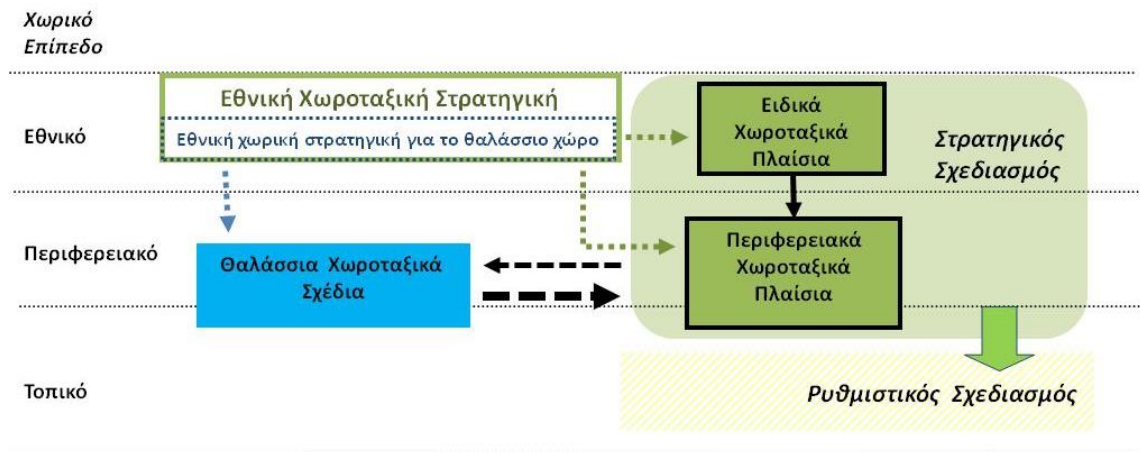 Χωρικό
Επίπεδο
Εθνικό
Εθνική Χωροταξική Στρατηγική
Εθνική χωρική στρατηγική για το θαλάσσιο χώρο
Ειδικά
Χωροταξικά
Πλαίσια
Στρατηγικός
Σχεδιασμός
Περιφερειακό
Θαλάσσια Χωροταξικά
Σχέδια
Περιφερειακά
Χωροταξικά
Πλαίσια
Τοπικό
Ρυθμιστικός Σχεδιασμός